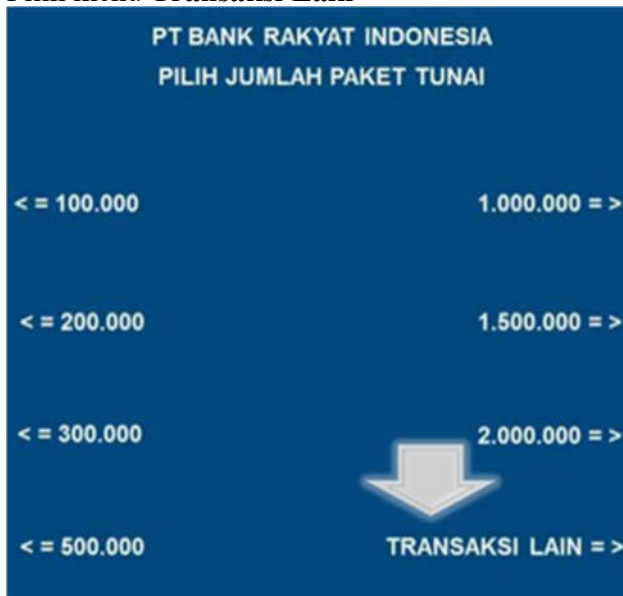 PT BANK RAKYAT INDONESIA
PILIH JUMLAH PAKET TUNAI
< = 100.000 1.000.000 = >
< = 200.000 1.500.000 = >
< = 300.000 2.000.000 = >
< = 500.000 TRANSAKSI LAIN = >